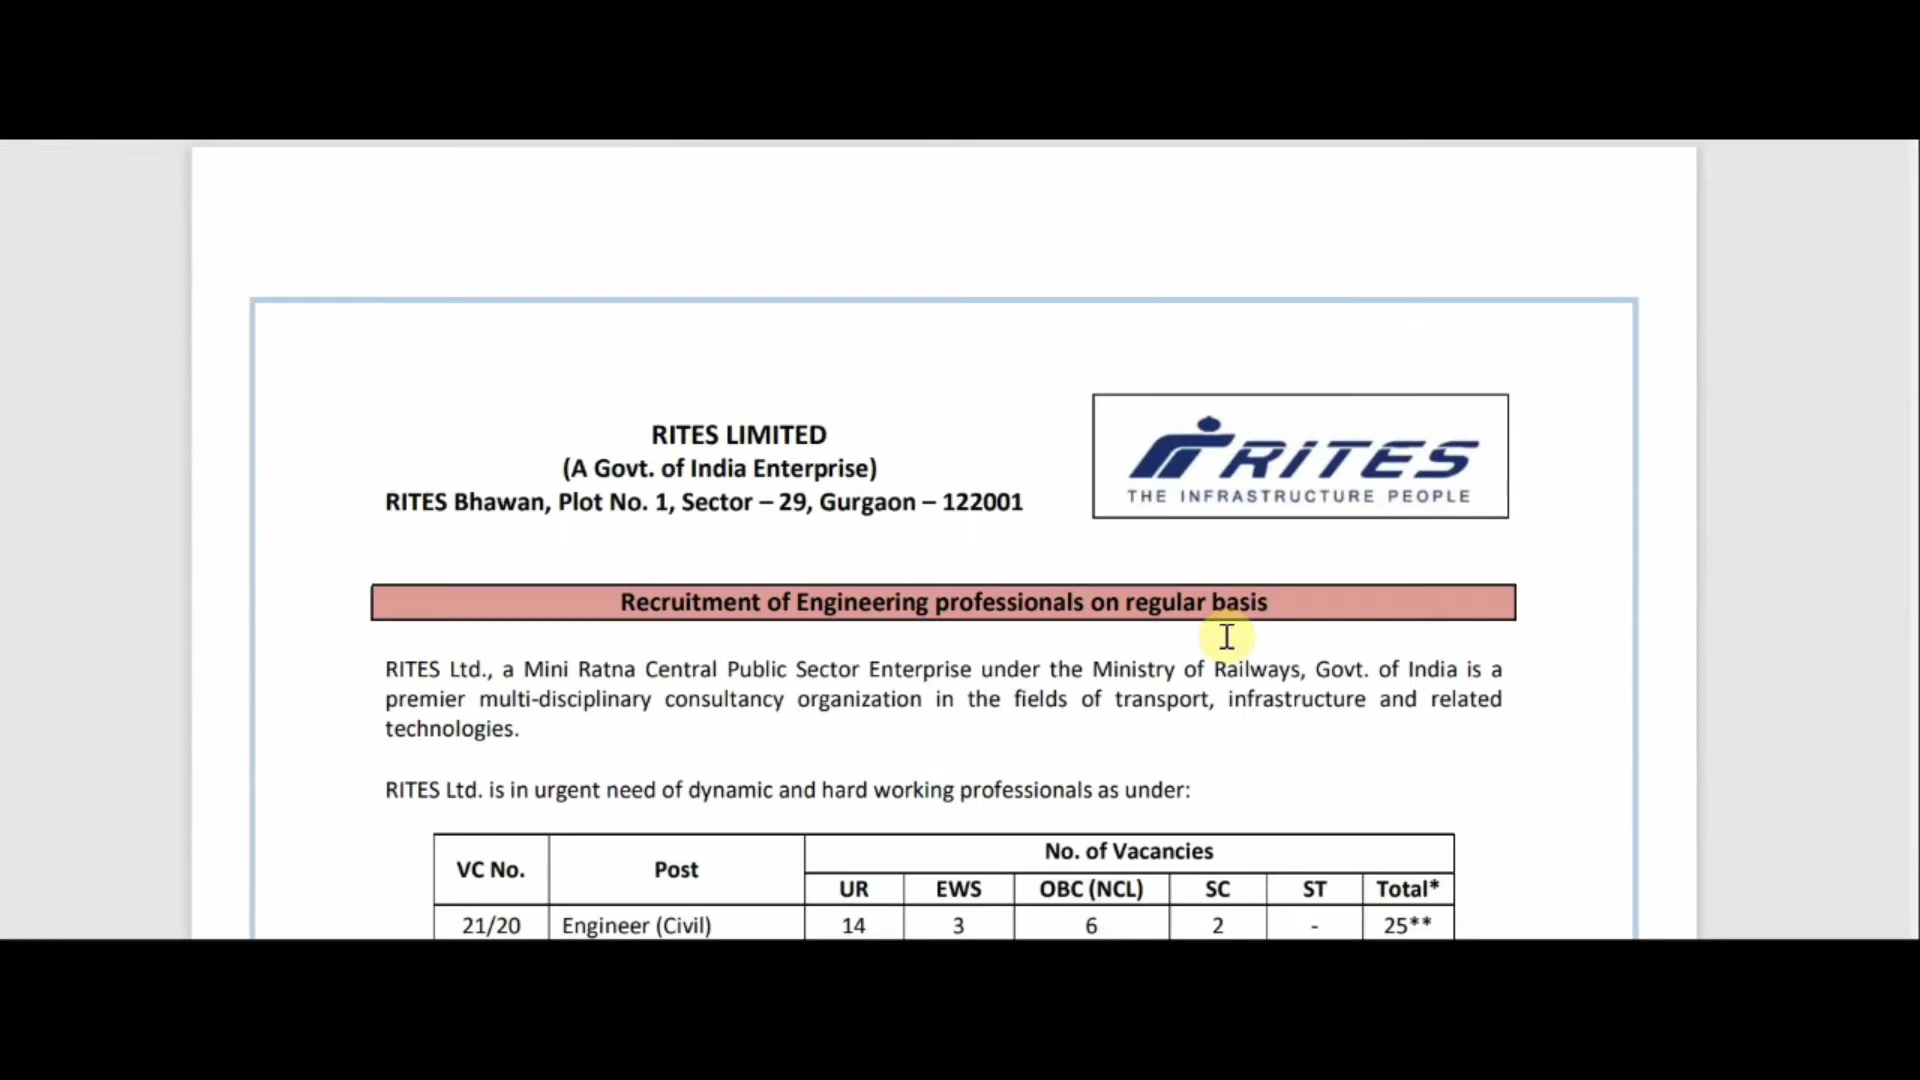 RITES LIMITED
(A Govt. of India Enterprise)
RITES Bhawan, Plot No. 1, Sector – 29, Gurgaon – 122001
RITES
THE INFRASTRUCTURE PEOPLE
Recruitment of Engineering professionals on regular basis
RITES Ltd., a Mini Ratna Central Public Sector Enterprise under the Ministry of Railways, Govt. of India is a
premier multi-disciplinary consultancy organization in the fields of transport, infrastructure and related
technologies.
RITES Ltd. is in urgent need of dynamic and hard working professionals as under:
VC No. Post No. of Vacancies
UR EWS OBC (NCL) SC ST Total*
21/20 Engineer (Civil) 14 3 6 2 - 25**